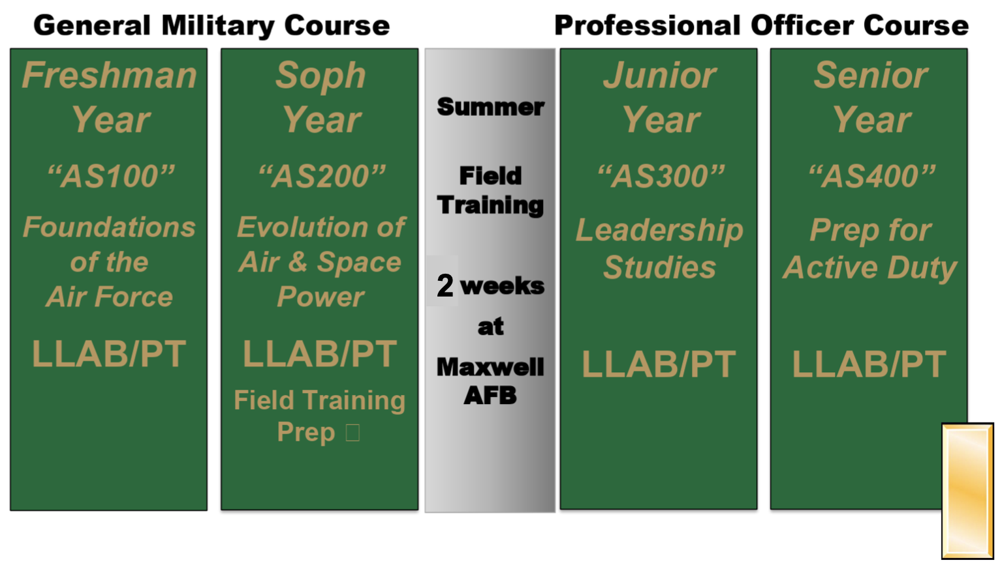 General Military Course
Professional Officer Course
Freshman
Year
“AS100”
Foundations
of the
Air Force
LLAB/PT
Soph
Year
“AS200”
Evolution of
Air & Space
Power
LLAB/PT
Field Training
Prep □
Summer
Field
Training
2 weeks
at
Maxwell
AFB
Junior
Year
“AS300”
Leadership
Studies
LLAB/PT
Senior
Year
“AS400”
Prep for
Active Duty
LLAB/PT